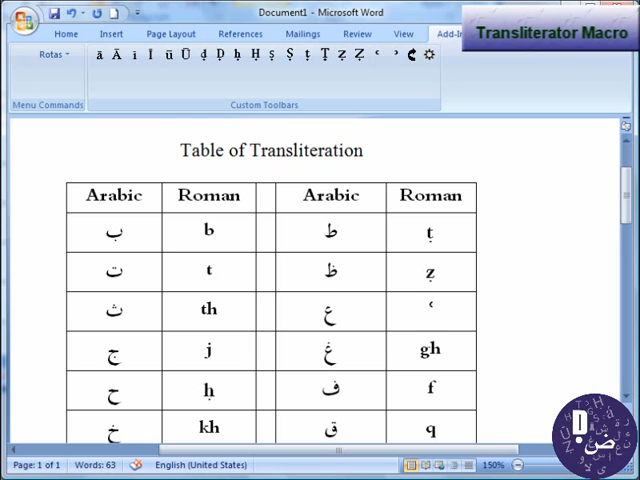 Document1 - Microsoft Word
Transliterator Macro
Home Insert Page Layout References Mailings Review View Add-In
Rotas ā Ā ī Ī ū Ū ḍ Ḍ ḥ Ḥ ṣ Ṣ ṭ Ṭ ẓ Ẓ ʿ ʾ
Menu Commands Custom Toolbars
Table of Transliteration
Arabic Roman Arabic Roman
ب b ط ṭ
ت t ظ ẓ
ث th ع ʿ
ج j غ gh
ح ḥ ف f
خ kh ق q
Page: 1 of 1 Words: 63 English (United States) 150%